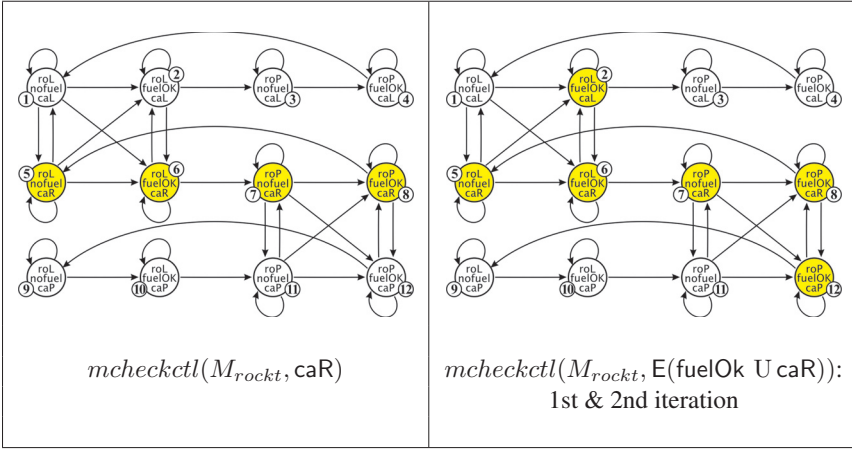 roL
nofuel
caL
1
roL
fuelOK
caL
2
roP
nofuel
caL
3
roP
fuelOK
caL
4
roL
nofuel
caR
5
roL
fuelOK
caR
6
roP
nofuel
caR
7
roP
fuelOK
caR
8
roL
nofuel
caP
9
roL
fuelOK
caP
10
roP
nofuel
caP
11
roP
fuelOK
caP
12
mcheckctl(M_rockt, caR)
roL
nofuel
caL
1
roL
fuelOK
caL
2
roP
nofuel
caL
3
roP
fuelOK
caL
4
roL
nofuel
caR
5
roL
fuelOK
caR
6
roP
nofuel
caR
7
roP
fuelOK
caR
8
roL
nofuel
caP
9
roL
fuelOK
caP
10
roP
nofuel
caP
11
roP
fuelOK
caP
12
mcheckctl(M_rockt, E(fuelOk U caR)):
1st & 2nd iteration